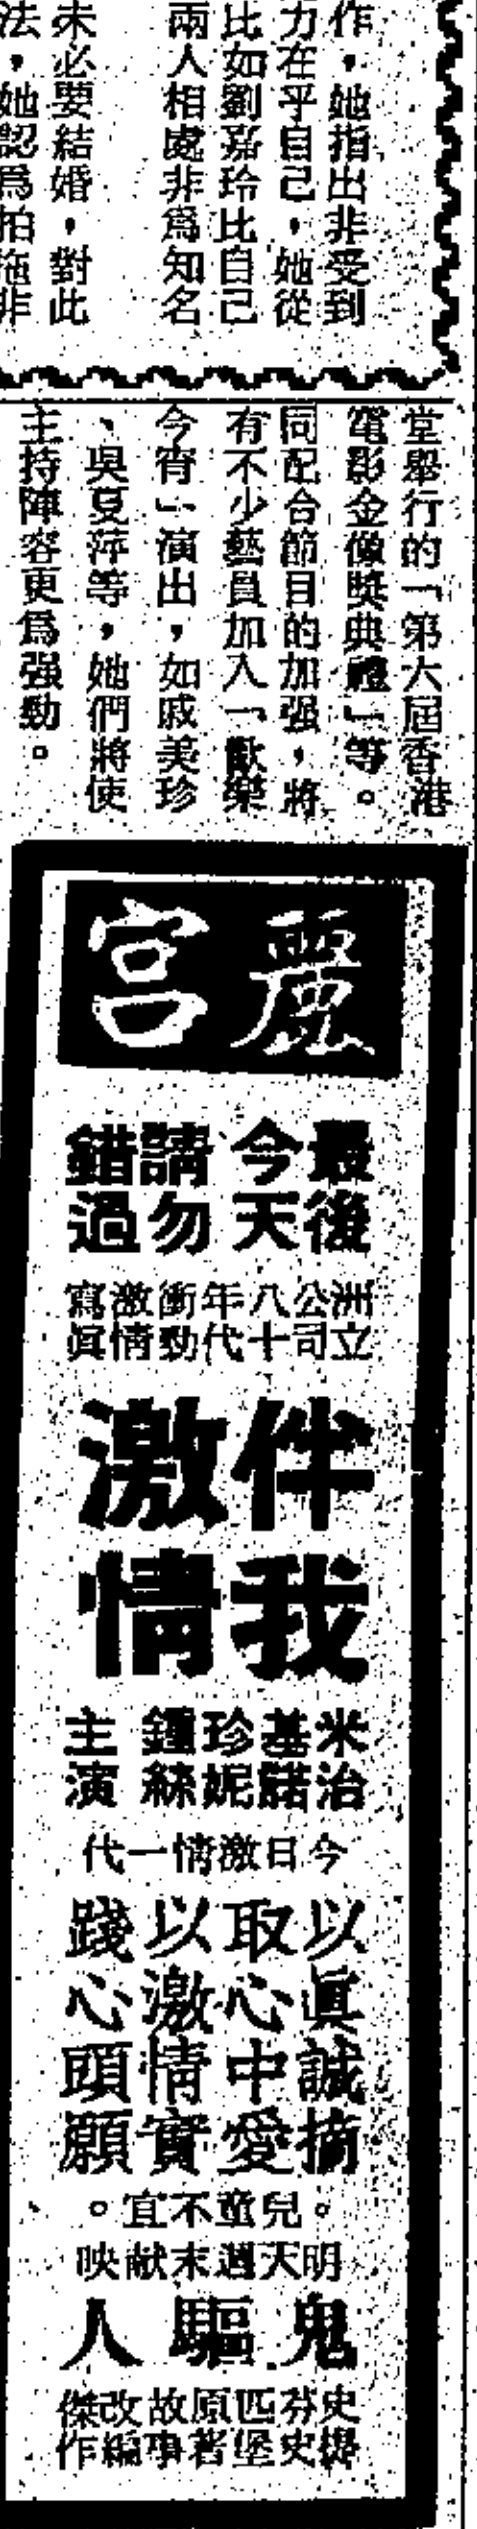 作，她指出非受到
力在乎自己，她從
比如劉嘉玲比自己
兩人相處非爲知名
未必要結婚，對此
法，她認爲拍拖非
堂舉行的「第六屆香港
電影金像獎典禮」等。
同配合節目的加强，將
有不少藝員加入「歡樂
今宵」演出，如戚美珍
、吳夏萍等，她們將使
主持陣容更爲强勁。
麗宮
最後今天
請勿錯過
洲立公司八十年代衝勁激情寫眞
伴我激情
米治基諾珍妮鍾絲主演
今日激情一代
以眞誠摘
取心中愛
以激情實
踐心頭願
。兒童不宜。
明天週末献映
鬼驅人
史提芬史匹堡原著故事改編傑作